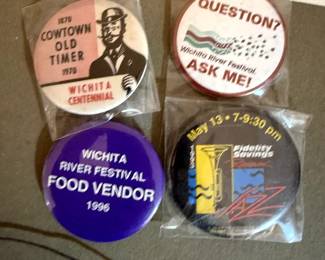 1870
COWTOWN
OLD
TIMER
1970
WICHITA
CENTENNIAL
QUESTION?
Wichita River Festival
ASK ME!
WICHITA
RIVER FESTIVAL
FOOD VENDOR
1996
May 13 • 7-9:30 pm
Fidelity
Savings